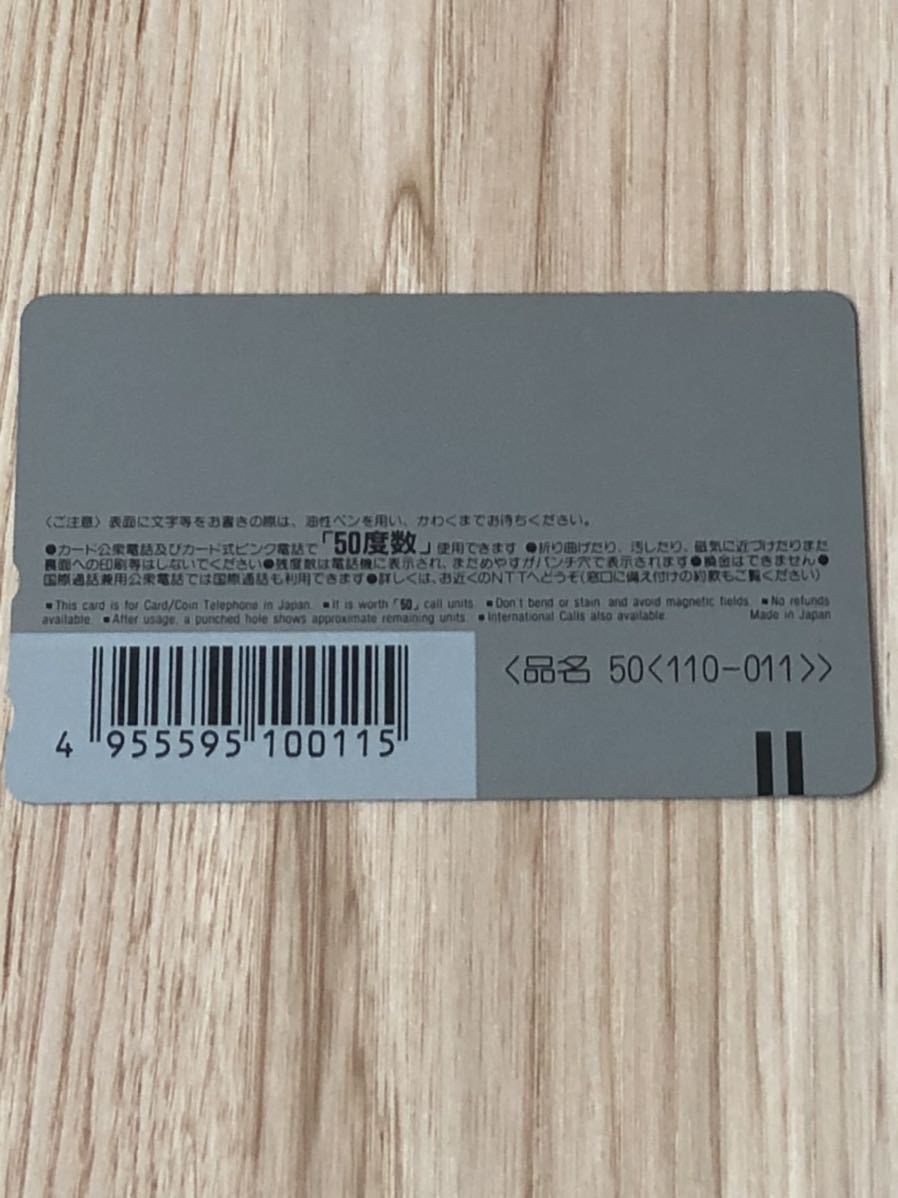 〈ご注意〉表面に文字等をお書きの際は、油性ペンを用い、かわくまでお待ちください。
●カード公衆電話及びカード式ピンク電話で「50度数」使用できます ●折り曲げたり、汚したり、磁気に近づけたりまた
裏面への印刷等はしないでください●残度数は電話機に表示され、まためやすがパンチ穴で表示されます●換金はできません●
国際通話兼用公衆電話では国際通話も利用できます●詳しくは、お近くのNTTへどうぞ(窓口に備え付けの約款もご覧ください)
■This card is for Card/Coin Telephone in Japan. ■It is worth「50」call units. ■Don't bend or stain and avoid magnetic fields. ■No refunds
available. ■After usage, a punched hole shows approximate remaining units. ■International Calls also available. Made in Japan
<品名 50<110-011>>
4 955595 100115